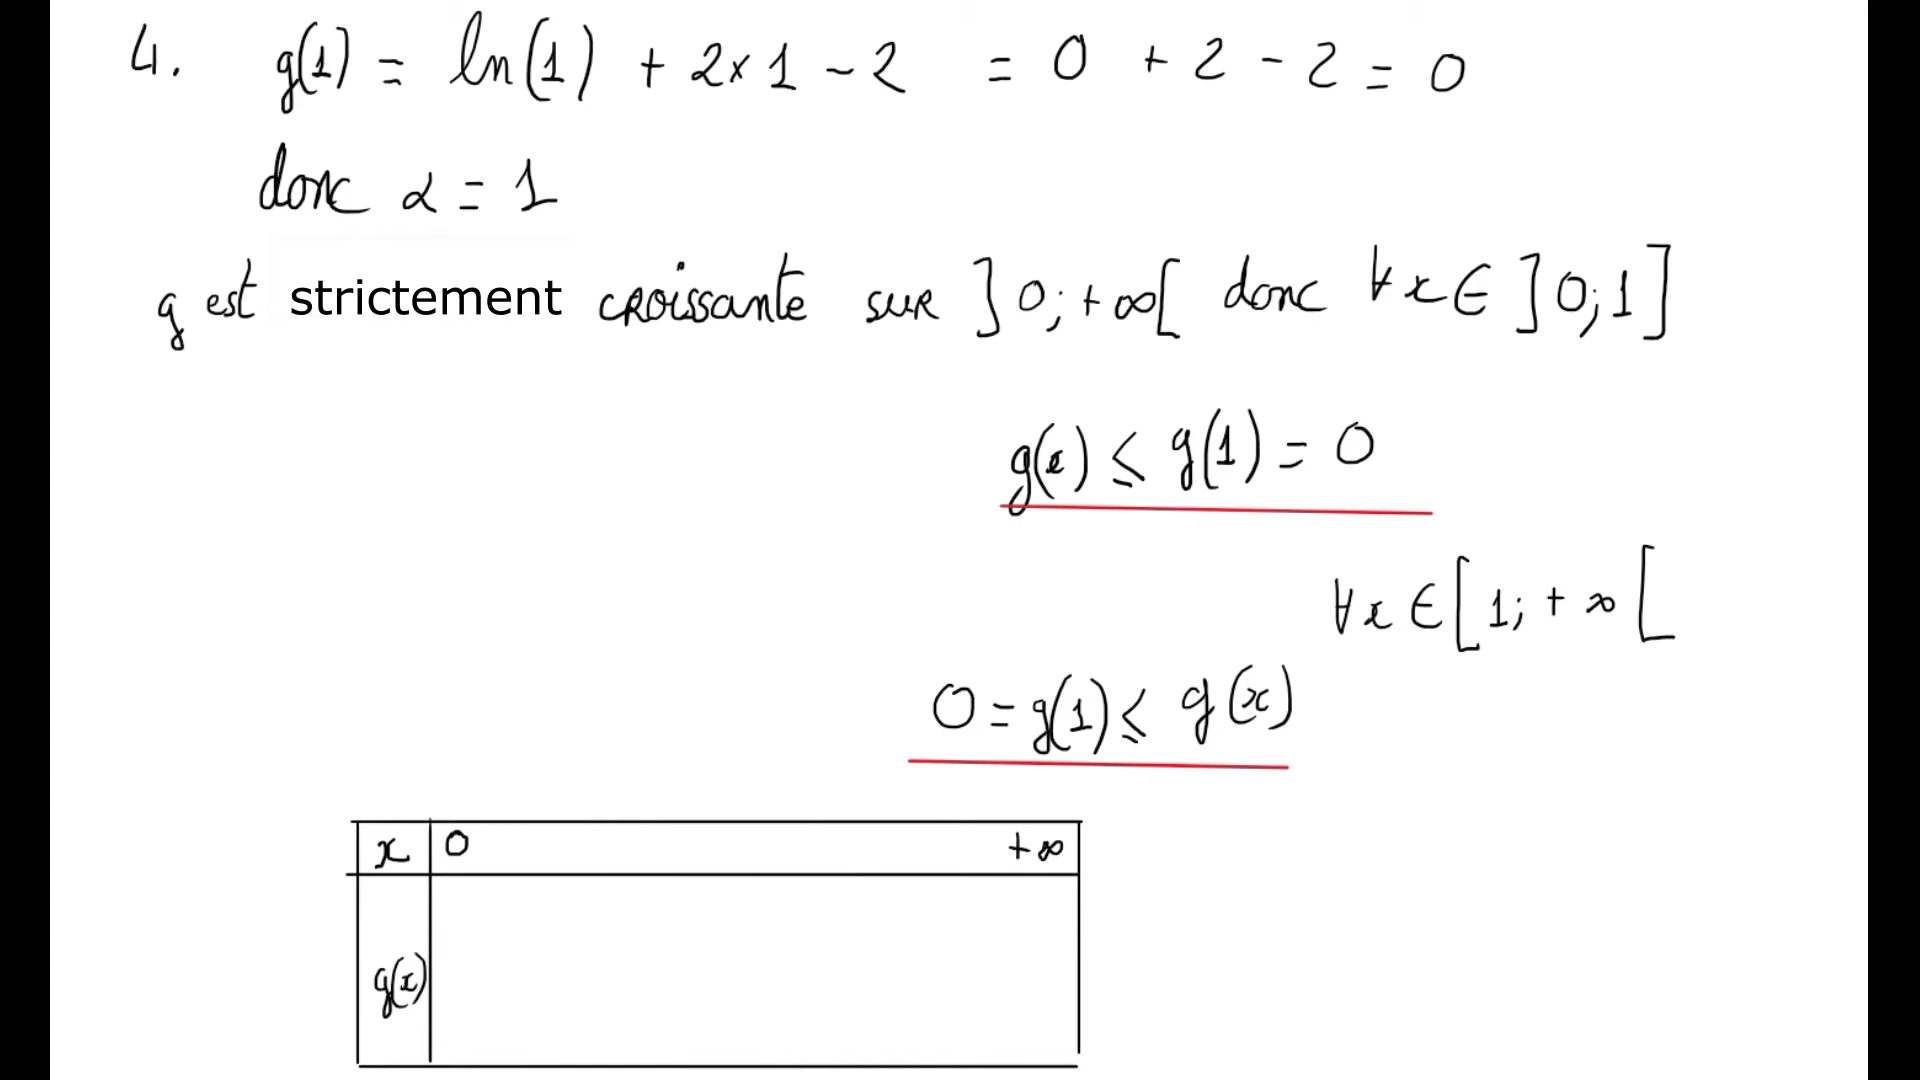 4. g(1) = ln(1) + 2×1 - 2 = 0 + 2 - 2 = 0
donc α = 1
g est strictement croissante sur ]0;+∞[ donc ∀x∈]0;1]
g(x) ≤ g(1) = 0
∀x∈[1;+∞[
0 = g(1) ≤ g(x)
x 0 +∞
g(x)